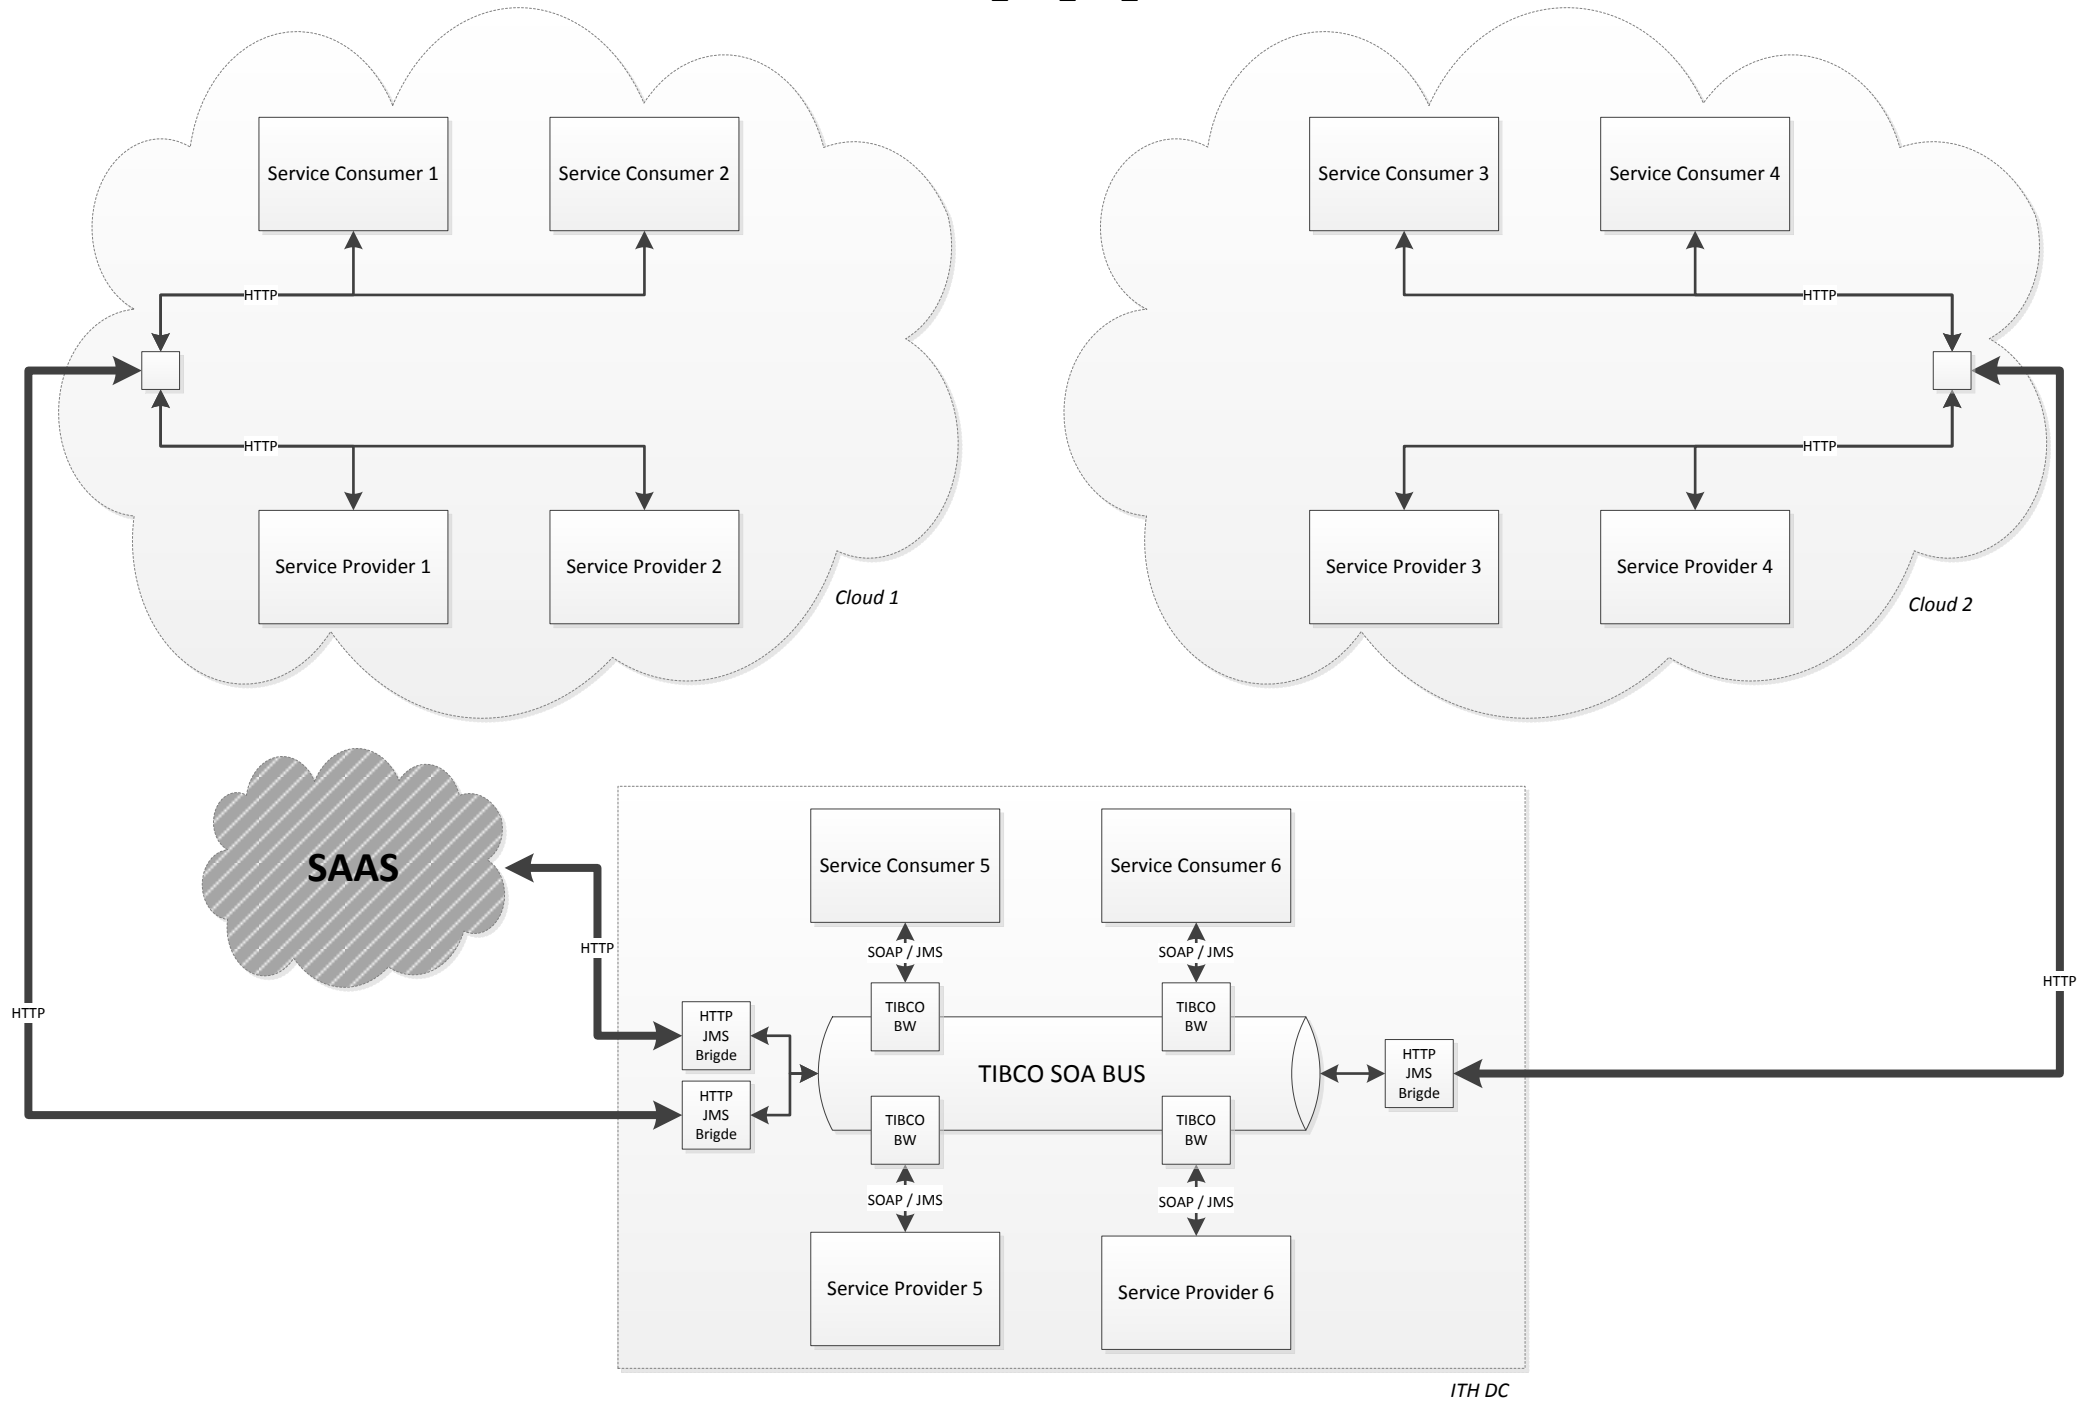 Service Consumer 1
Service Consumer 2
HTTP
HTTP
Service Provider 1
Service Provider 2
Cloud 1
Service Consumer 3
Service Consumer 4
HTTP
HTTP
Service Provider 3
Service Provider 4
Cloud 2
SAAS
HTTP
HTTP
HTTP
Service Consumer 5
Service Consumer 6
SOAP / JMS
SOAP / JMS
TIBCO
BW
TIBCO
BW
HTTP
JMS
Brigde
HTTP
JMS
Brigde
TIBCO SOA BUS
HTTP
JMS
Brigde
TIBCO
BW
TIBCO
BW
SOAP / JMS
SOAP / JMS
Service Provider 5
Service Provider 6
ITH DC